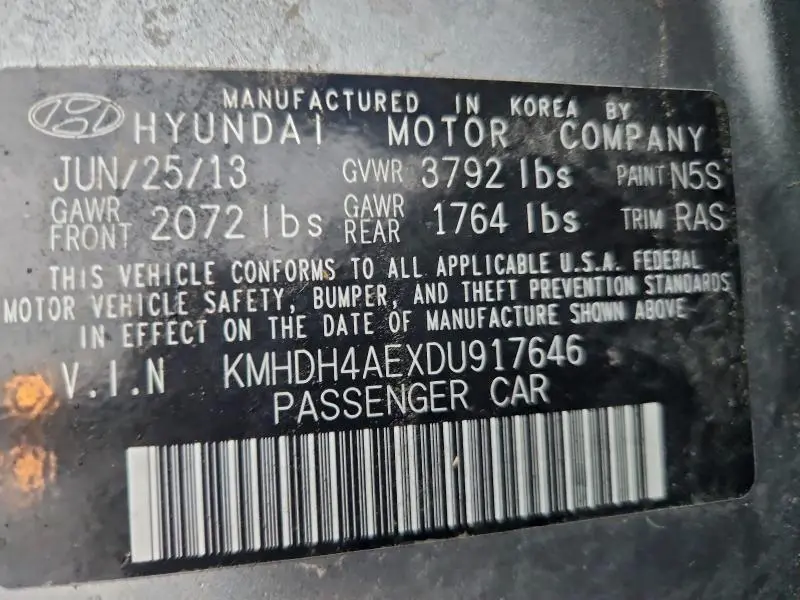 MANUFACTURED IN KOREA BY
HYUNDAI MOTOR COMPANY
JUN/25/13 GVWR 3792 lbs PAINT N5S
GAWR FRONT 2072 lbs GAWR REAR 1764 lbs TRIM RAS
THIS VEHICLE CONFORMS TO ALL APPLICABLE U.S.A. FEDERAL
MOTOR VEHICLE SAFETY, BUMPER, AND THEFT PREVENTION STANDARDS
IN EFFECT ON THE DATE OF MANUFACTURE SHOWN ABOVE
V.I.N KMHDH4AEXDU917646
PASSENGER CAR